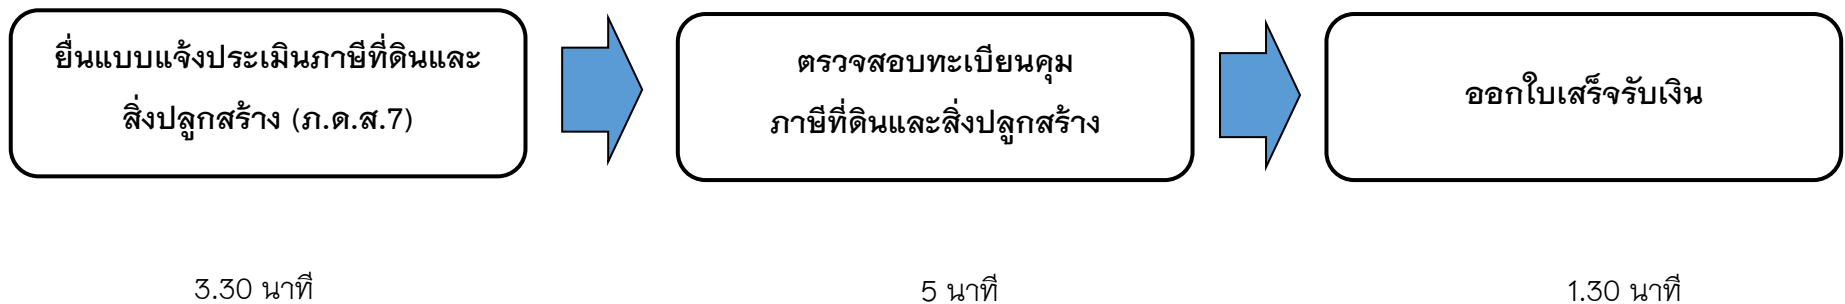 ยื่นแบบแจ้งประเมินภาษีที่ดินและ
สิ่งปลูกสร้าง (ภ.ด.ส.7)
ตรวจสอบทะเบียนคุม
ภาษีที่ดินและสิ่งปลูกสร้าง
ออกใบเสร็จรับเงิน
3.30 นาที
5 นาที
1.30 นาที